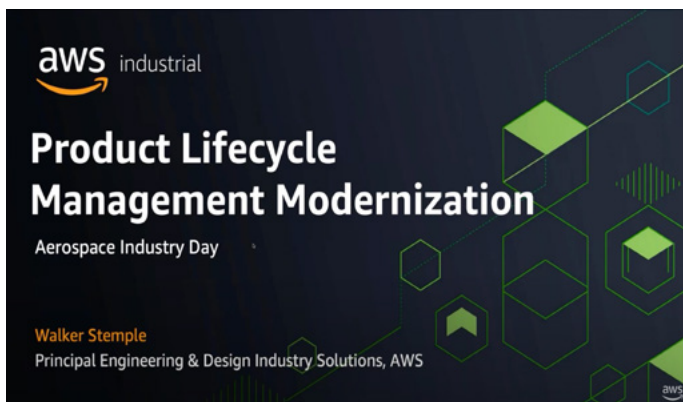 aws industrial
Product Lifecycle
Management Modernization
Aerospace Industry Day
Walker Stemple
Principal Engineering & Design Industry Solutions, AWS
aws